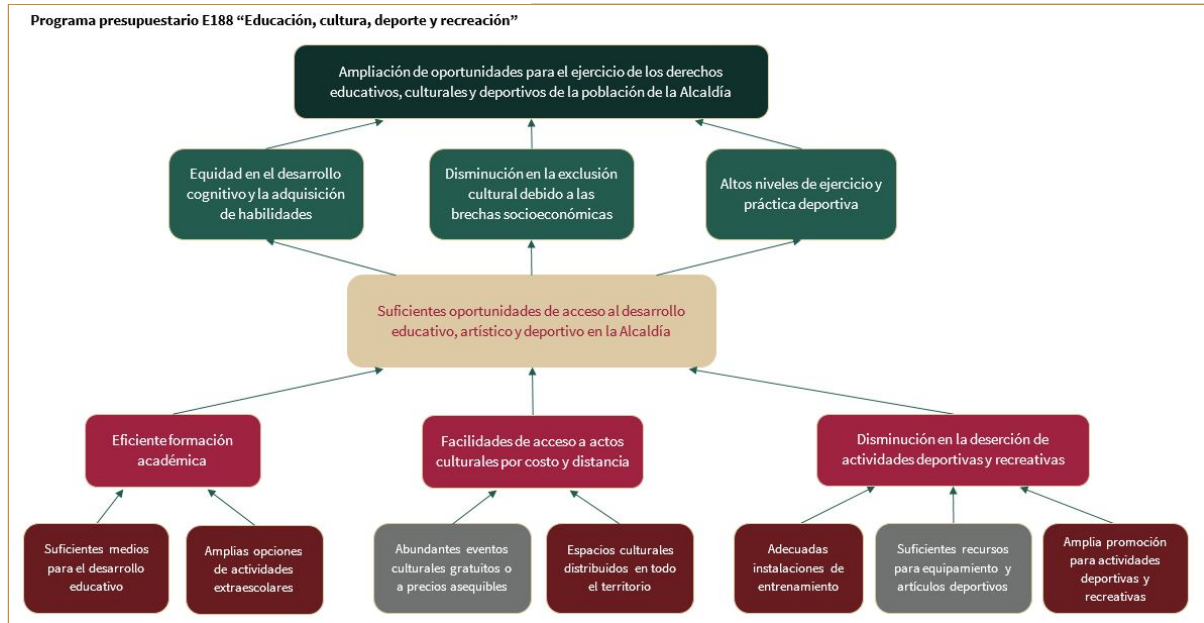 Programa presupuestario E188 “Educación, cultura, deporte y recreación”
Ampliación de oportunidades para el ejercicio de los derechos
educativos, culturales y deportivos de la población de la Alcaldía
Equidad en el desarrollo
cognitivo y la adquisición
de habilidades
Disminución en la exclusión
cultural debido a las
brechas socioeconómicas
Altos niveles de ejercicio y
práctica deportiva
Suficientes oportunidades de acceso al desarrollo
educativo, artístico y deportivo en la Alcaldía
Eficiente formación
académica
Facilidades de acceso a actos
culturales por costo y distancia
Disminución en la deserción de
actividades deportivas y recreativas
Suficientes medios
para el desarrollo
educativo
Amplias opciones
de actividades
extraescolares
Abundantes eventos
culturales gratuitos o
a precios asequibles
Espacios culturales
distribuidos en todo
el territorio
Adecuadas
instalaciones de
entrenamiento
Suficientes recursos
para equipamiento y
artículos deportivos
Amplia promoción
para actividades
deportivas y
recreativas